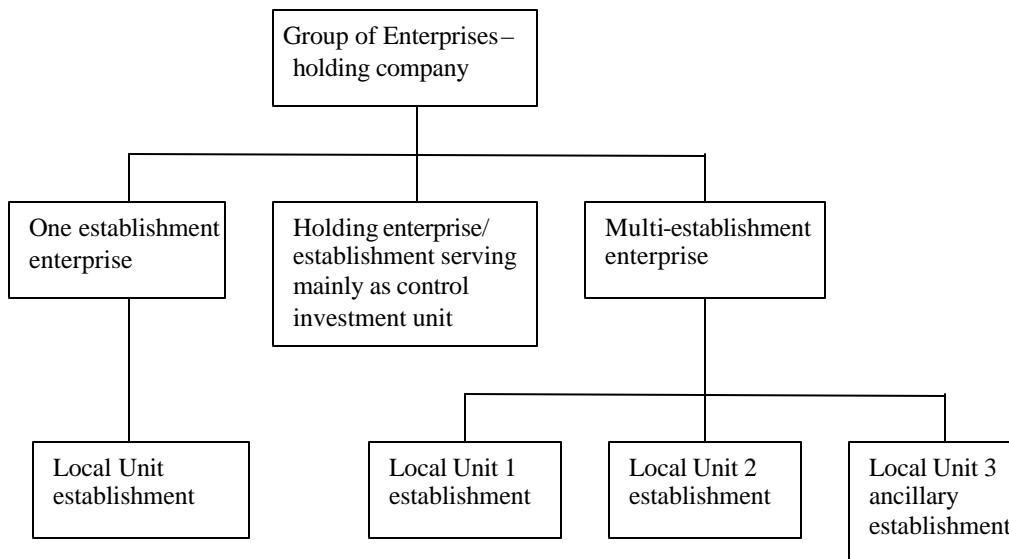 Group of Enterprises –
holding company
One establishment
enterprise
Holding enterprise/
establishment serving
mainly as control
investment unit
Multi-establishment
enterprise
Local Unit
establishment
Local Unit 1
establishment
Local Unit 2
establishment
Local Unit 3
ancillary
establishment